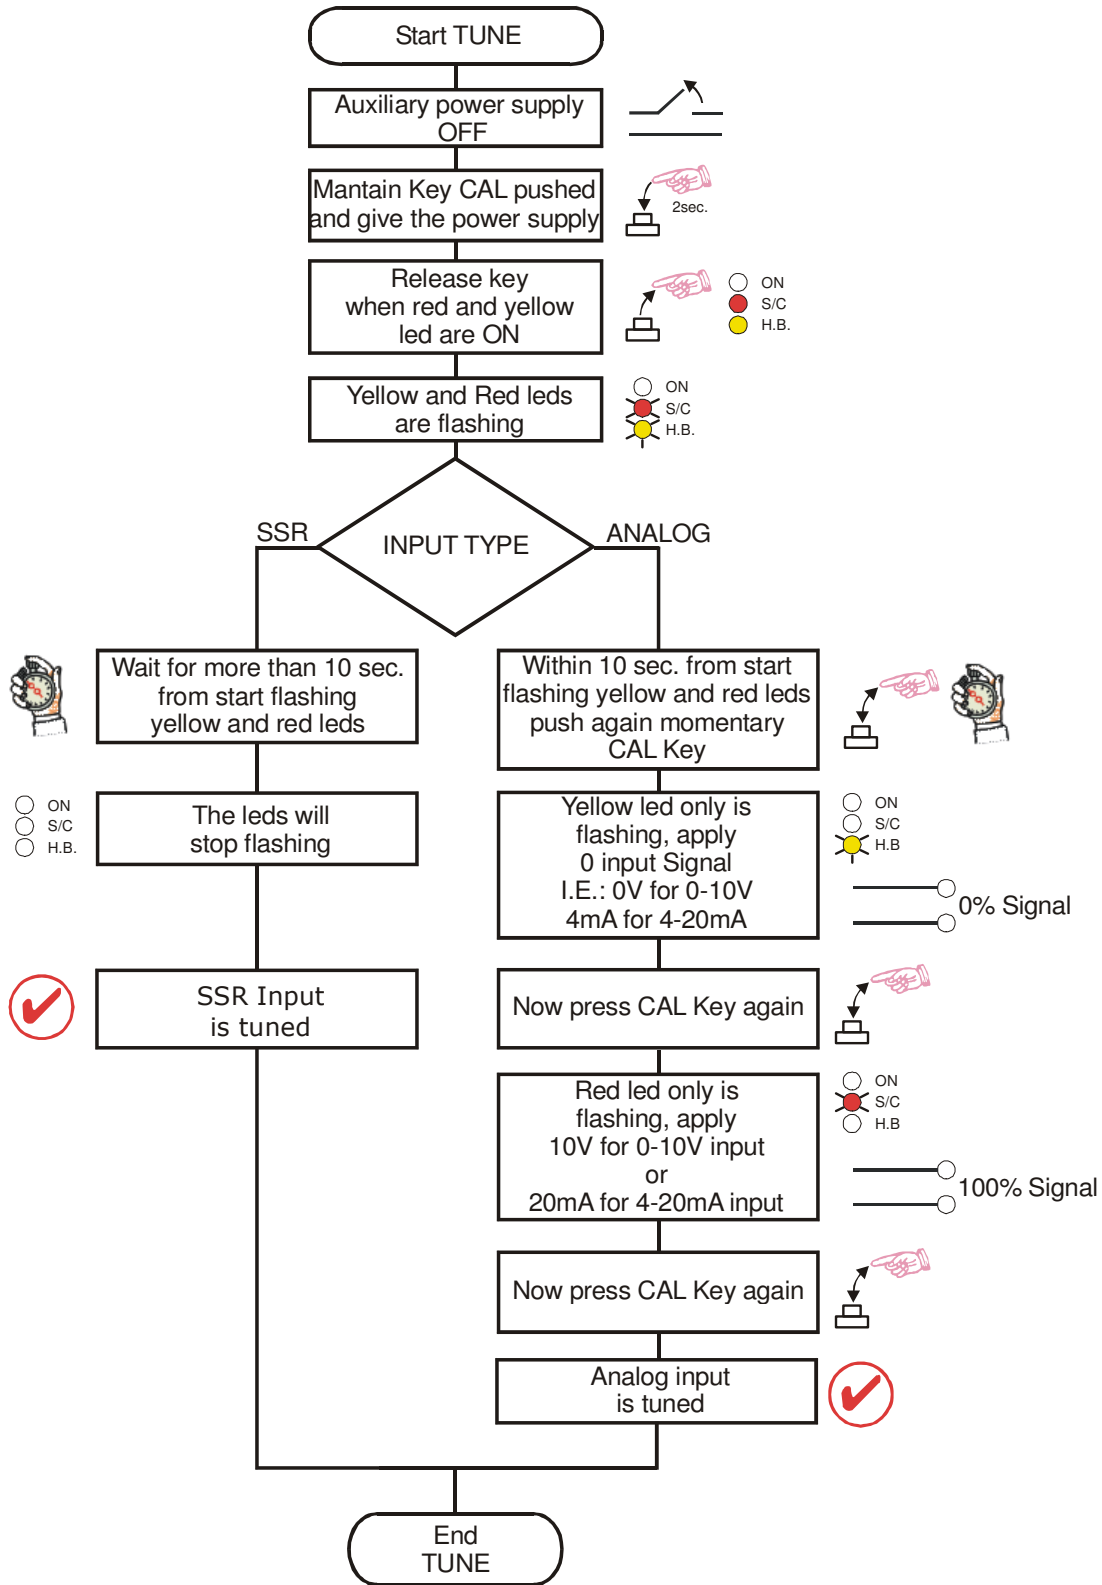 Start TUNE
Auxiliary power supply
OFF
Mantain Key CAL pushed
and give the power supply
2sec.
Release key
when red and yellow
led are ON
ON
S/C
H.B.
Yellow and Red leds
are flashing
ON
S/C
H.B.
SSR
INPUT TYPE
ANALOG
Wait for more than 10 sec.
from start flashing
yellow and red leds
ON
S/C
H.B.
The leds will
stop flashing
SSR Input
is tuned
Within 10 sec. from start
flashing yellow and red leds
push again momentary
CAL Key
Yellow led only is
flashing, apply
0 input Signal
I.E.: 0V for 0-10V
4mA for 4-20mA
ON
S/C
H.B
0% Signal
Now press CAL Key again
Red led only is
flashing, apply
10V for 0-10V input
or
20mA for 4-20mA input
ON
S/C
H.B
100% Signal
Now press CAL Key again
Analog input
is tuned
End
TUNE